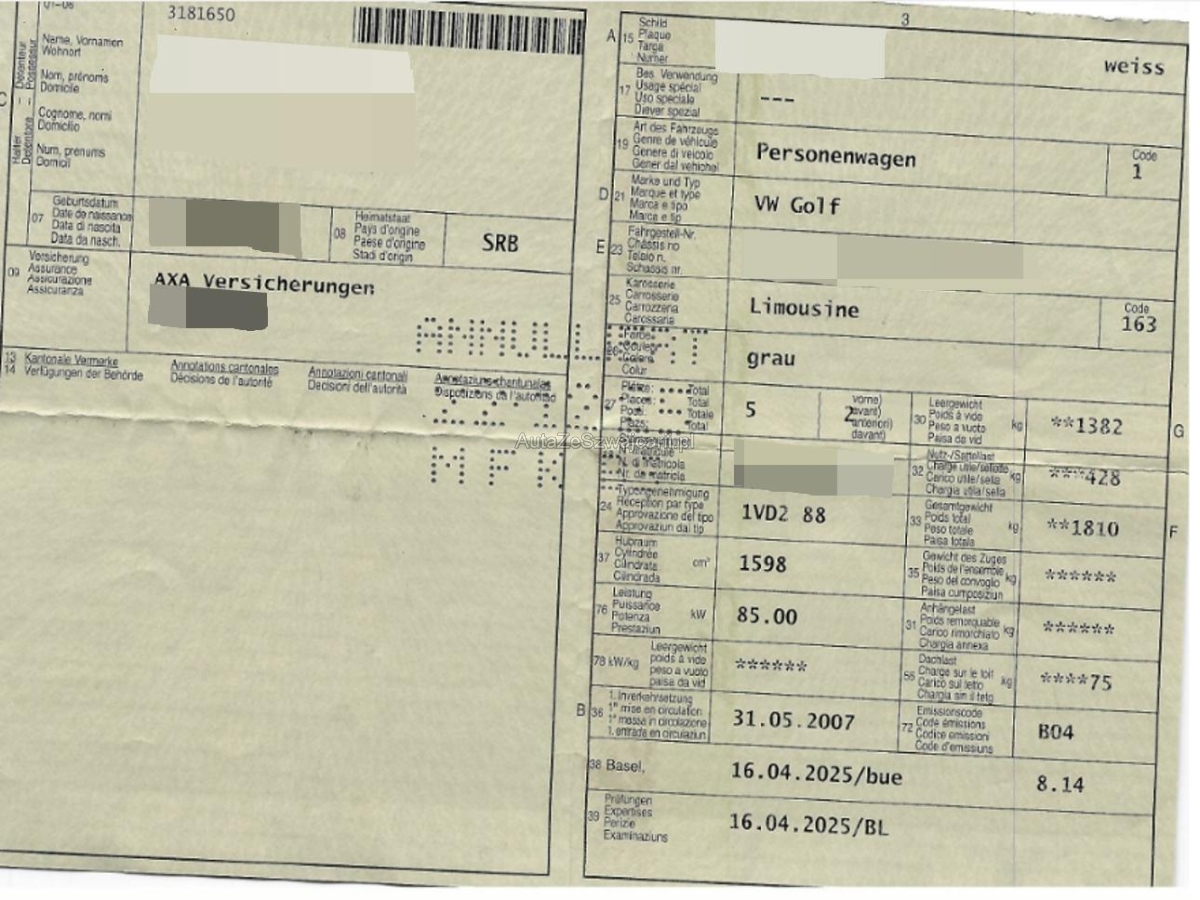 3181650
Name, Vornamen
Wohnort
Nom, prénoms
Domicile
Cognome, nomi
Domicilio
Num, prenums
Domicil
C
Halter – Détenteur
Detentore – Possessur
07
Geburtsdatum
Date de naissance
Data di nascita
Data da nasch.
08
Heimatstaat
Pays d'origine
Paese d'origine
Stadi d'origin
SRB
09
Versicherung
Assurance
Assicurazione
Assicuranza
AXA Versicherungen
ANNULLIERT
13 Kantonale Vermerke
14 Verfügungen der Behörde
Annotations cantonales
Décisions de l'autorité
Annotazioni cantonali
Decisioni dell'autorità
Annotaziuns chantunalas
Disposiziuns da l'autoritad
MFK
AutaZeSzwajcarii.pl
3
A
15
Schild
Plaque
Targa
Numer
weiss
17
Bes. Verwendung
Usage spécial
Uso speciale
Diever spezial
---
19
Art des Fahrzeugs
Genre de véhicule
Genere di veicolo
Gener dal vehichel
Personenwagen
Code
1
D
21
Marke und Typ
Marque et type
Marca e tipo
Marca e tip
VW Golf
E
23
Fahrgestell-Nr.
Châssis no
Telaio n.
Schassis nr.
25
Karosserie
Carrosserie
Carrozzeria
Carossaria
Limousine
Code
163
26
Farbe
Couleur
Colore
Colur
grau
27
Plätze: Total
Places: Total
Posti: Totale
Plazs: Total
5
vorne)
avant)
anteriori)
davant)
2
30
Leergewicht
Poids à vide
Peso a vuoto
Paisa da vid
kg
**1382
G
N° matricule
N. di matricola
Nr. da matricla
32
Nutz-/Sattellast
Charge utile/sellette
Carico utile/sella
Chargia utila/sella
kg
***428
24
Typengenehmigung
Réception par type
Approvazione del tipo
Approvaziun dal tip
1VD2 88
33
Gesamtgewicht
Poids total
Peso totale
Paisa totala
kg
**1810
F
37
Hubraum
Cylindrée
Cilindrata
Cilindrada
cm³
1598
35
Gewicht des Zuges
Poids de l'ensemble
Peso del convoglio
Paisa cumposiziun
kg
******
76
Leistung
Puissance
Potenza
Prestaziun
kW
85.00
31
Anhängelast
Poids remorquable
Carico rimorchiato
Chargia annexa
kg
******
78 kW/kg
Leergewicht
poids à vide
peso a vuoto
paisa da vid
******
55
Dachlast
Charge sur le toit
Carico sul tetto
Chargia sin il tetg
kg
****75
B
36
1. Inverkehrsetzung
1re mise en circulation
1a messa in circolazione
1. entrada en circulaziun
31.05.2007
72
Emissionscode
Code émissions
Codice emissioni
Code d'emissiuns
B04
38 Basel,
16.04.2025/bue
8.14
39
Prüfungen
Expertises
Perizie
Examinaziuns
16.04.2025/BL